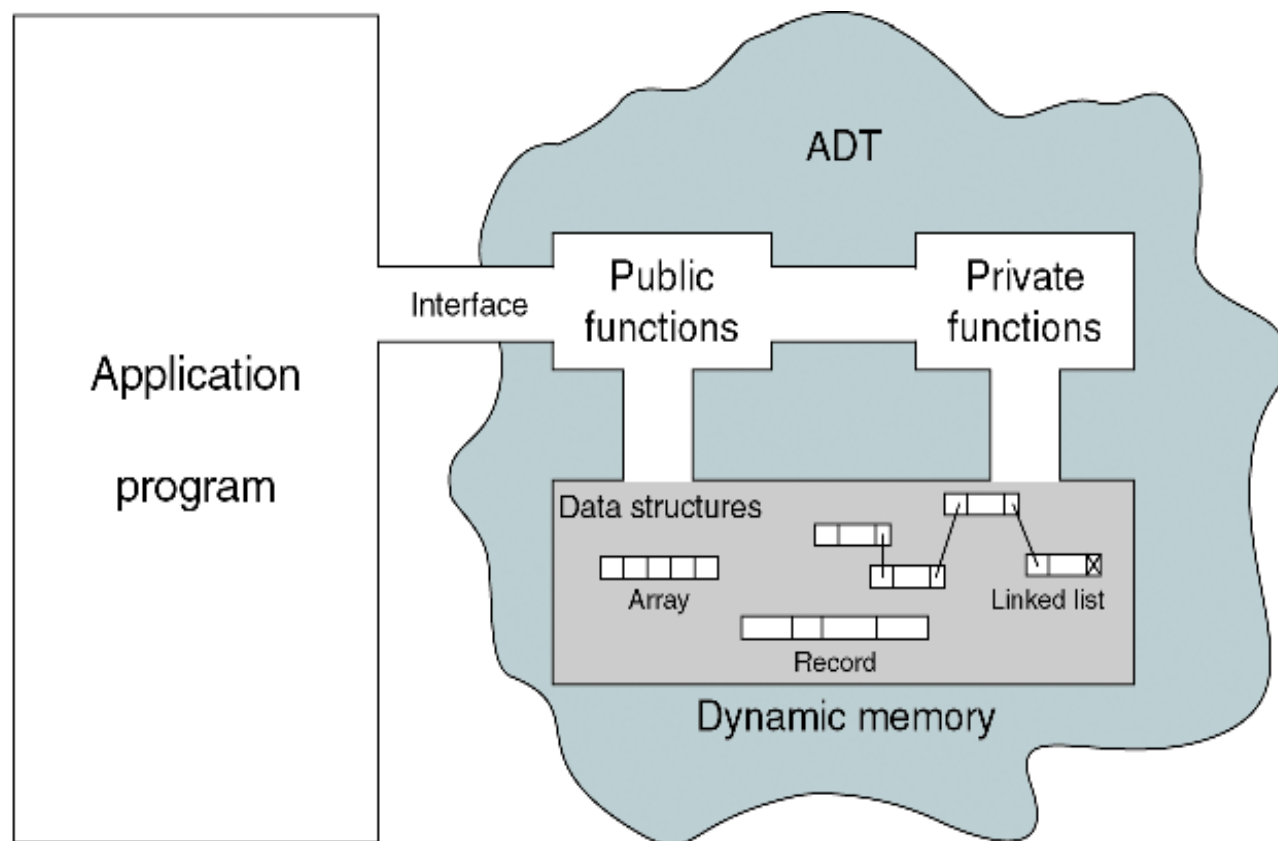 ADT
Application
program
Interface
Public
functions
Private
functions
Data structures
Array
Linked list
Record
Dynamic memory